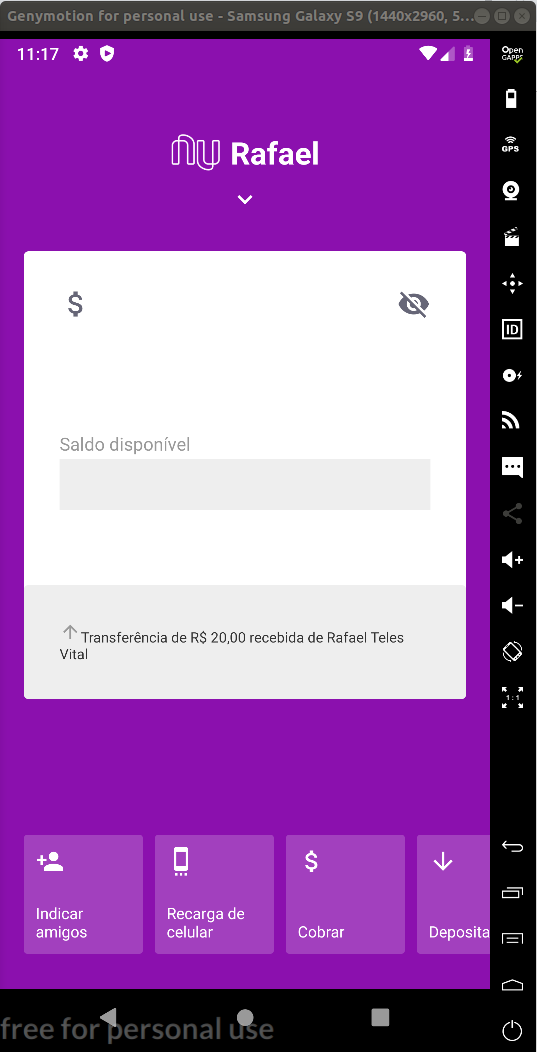 Genymotion for personal use - Samsung Galaxy S9 (1440x2960, 5...
11:17
Open
GAPPS
nu Rafael
GPS
$
ID
Saldo disponível
Transferência de R$ 20,00 recebida de Rafael Teles
Vital
1:1
$
Indicar
amigos
Recarga de
celular
Cobrar
Deposita
free for personal use